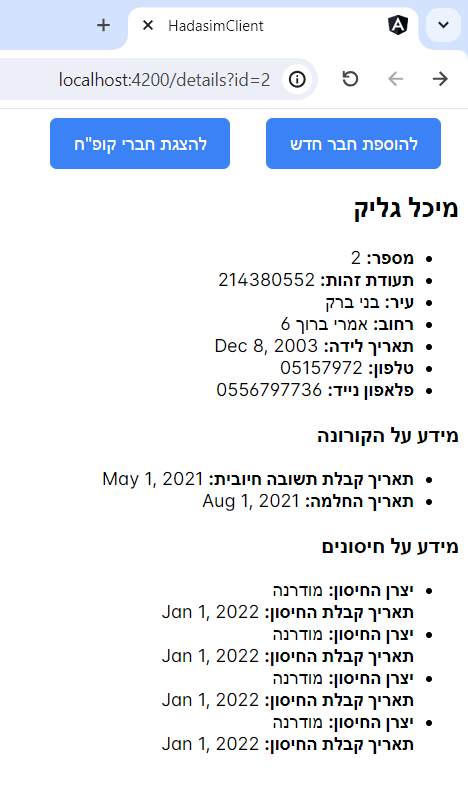 HadasimClient
localhost:4200/details?id=2
להוספת חבר חדש
להצגת חברי קופ"ח
מיכל גליק
מספר: 2
תעודת זהות: 214380552
עיר: בני ברק
רחוב: אמרי ברוך 6
תאריך לידה: Dec 8, 2003
טלפון: 05157972
פלאפון נייד: 0556797736
מידע על הקורונה
תאריך קבלת תשובה חיובית: May 1, 2021
תאריך החלמה: Aug 1, 2021
מידע על חיסונים
יצרן החיסון: מודרנה
תאריך קבלת החיסון: Jan 1, 2022
יצרן החיסון: מודרנה
תאריך קבלת החיסון: Jan 1, 2022
יצרן החיסון: מודרנה
תאריך קבלת החיסון: Jan 1, 2022
יצרן החיסון: מודרנה
תאריך קבלת החיסון: Jan 1, 2022